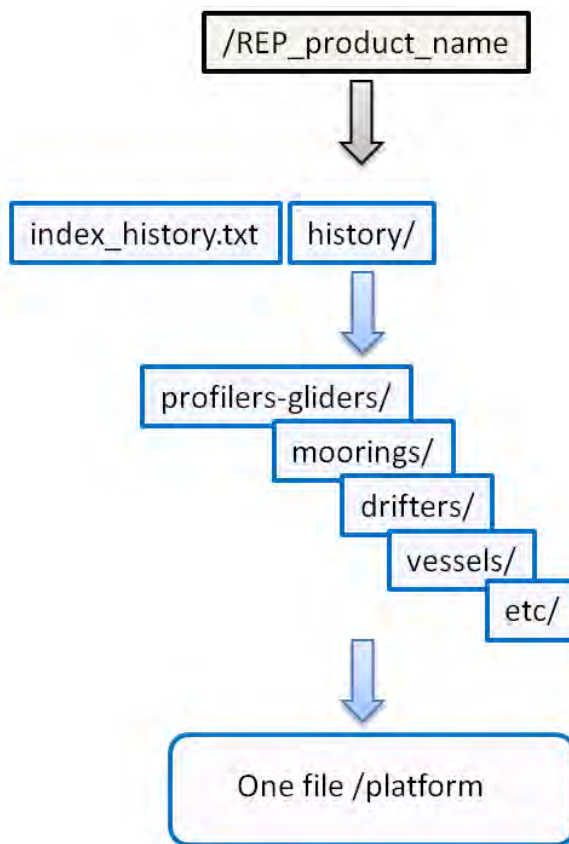 /REP_product_name
index_history.txt
history/
profilers-gliders/
moorings/
drifters/
vessels/
etc/
One file /platform